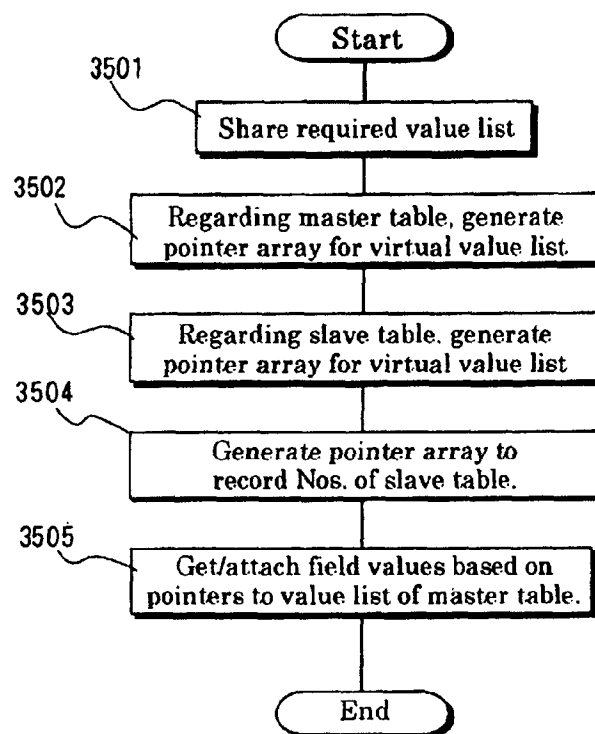 Start
3501
Share required value list
3502
Regarding master table, generate
pointer array for virtual value list
3503
Regarding slave table. generate
pointer array for virtual value list
3504
Generate pointer array to
record Nos. of slave table.
3505
Get/attach field values based on
pointers to value list of master table.
End